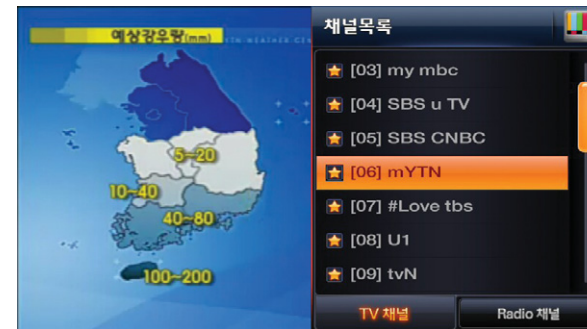 예상강우량(mm)
5~20
10~40
40~80
100~200
채널목록
[03] my mbc
[04] SBS u TV
[05] SBS CNBC
[06] mYTN
[07] #Love tbs
[08] U1
[09] tvN
TV 채널
Radio 채널